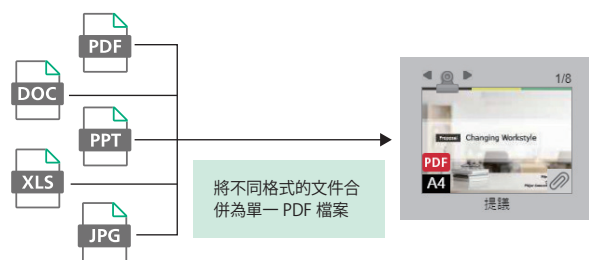 PDF
DOC
PPT
XLS
JPG
將不同格式的文件合
併為單一 PDF 檔案
1/8
Proposal Changing Workstyle
PDF
A4
提議